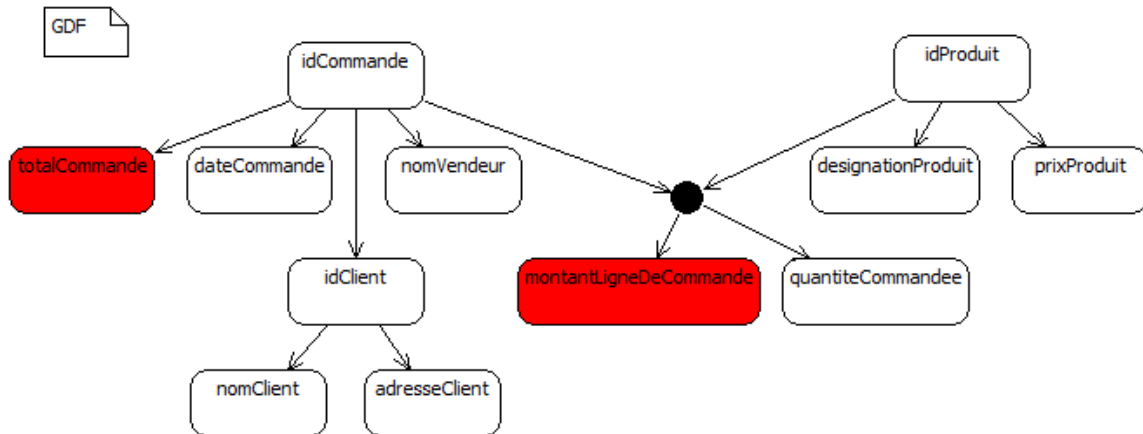 GDF
idCommande
idProduit
totalCommande
dateCommande
nomVendeur
designationProduit
prixProduit
idClient
montantLigneDeCommande
quantiteCommandee
nomClient
adresseClient